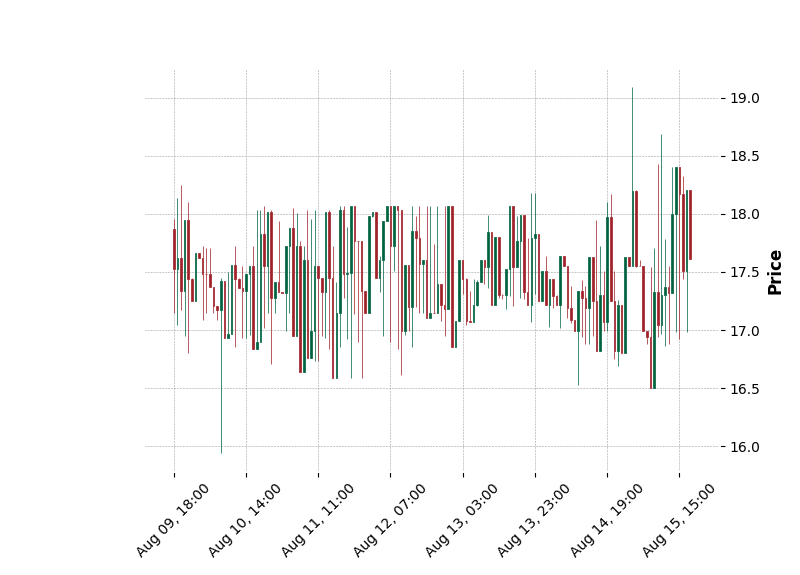 19.0
18.5
18.0
17.5
17.0
16.5
16.0
Price
Aug 09, 18:00
Aug 10, 14:00
Aug 11, 11:00
Aug 12, 07:00
Aug 13, 03:00
Aug 13, 23:00
Aug 14, 19:00
Aug 15, 15:00